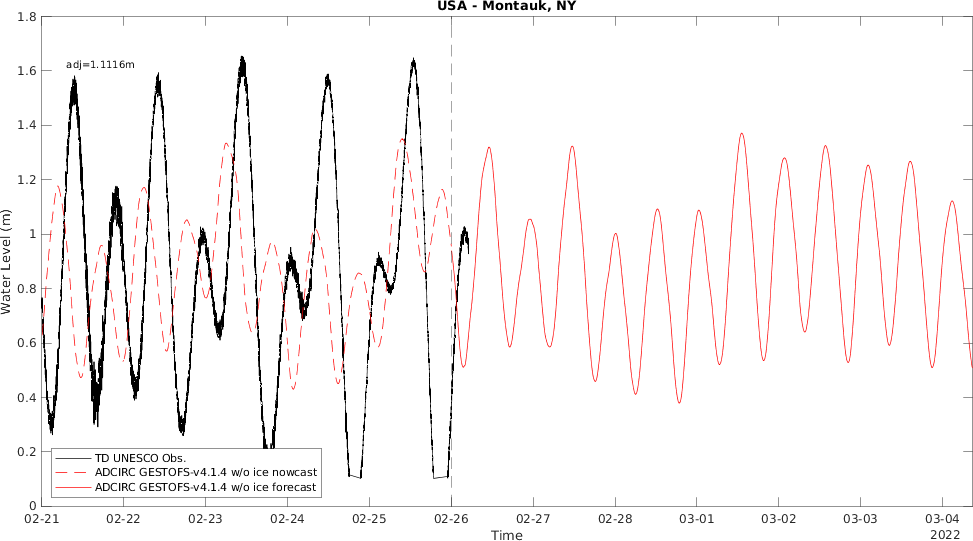 USA - Montauk, NY
1.8
1.6
1.4
1.2
1
0.8
0.6
0.4
0.2
0
Water Level (m)
adj=1.1116m
TD UNESCO Obs.
ADCIRC GESTOFS-v4.1.4 w/o ice nowcast
ADCIRC GESTOFS-v4.1.4 w/o ice forecast
02-21 02-22 02-23 02-24 02-25 02-26 02-27 02-28 03-01 03-02 03-03 03-04
Time 2022